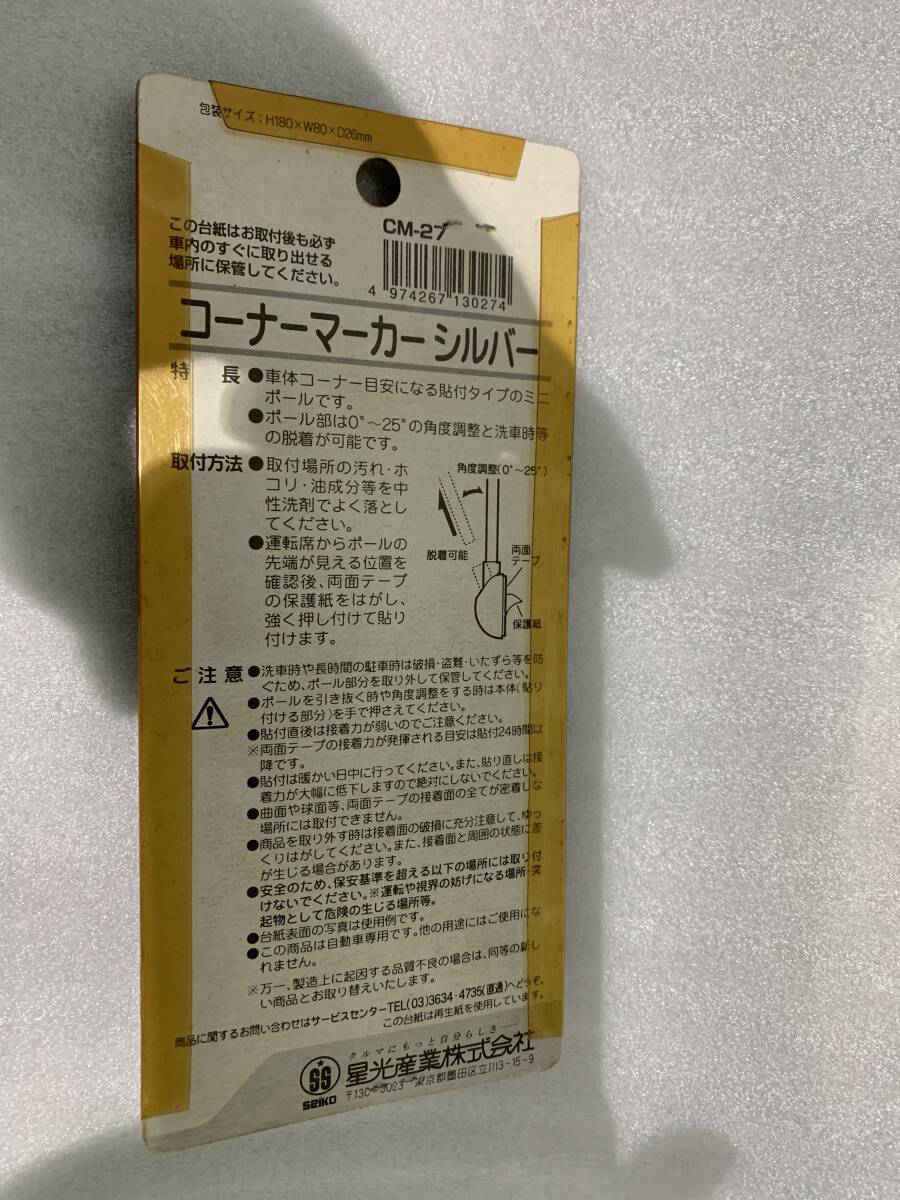 包装サイズ:H180×W80×D26mm
この台紙はお取付後も必ず
車内のすぐに取り出せる
場所に保管してください。
CM-27
4 974267 130274
コーナーマーカー シルバー
特 長 ●車体コーナー目安になる貼付タイプのミニ
ポールです。
●ポール部は0°~25°の角度調整と洗車時等
の脱着が可能です。
取付方法 ●取付場所の汚れ・ホ
コリ・油成分等を中
性洗剤でよく落とし
てください。
●運転席からポールの
先端が見える位置を
確認後、両面テープ
の保護紙をはがし、
強く押し付けて貼り
付けます。
角度調整(0°~25°)
脱着可能
両面
テープ
保護紙
ご注意 ●洗車時や長時間の駐車時は破損・盗難・いたずら等を防
ぐため、ポール部分を取り外して保管してください。
●ポールを引き抜く時や角度調整をする時は本体(貼り
付ける部分)を手で押さえてください。
●貼付直後は接着力が弱いのでご注意ください。
※両面テープの接着力が発揮される目安は貼付24時間以
降です。
●貼付は暖かい日中に行ってください。また、貼り直しは接
着力が大幅に低下しますので絶対にしないでください。
●曲面や球面等、両面テープの接着面の全てが密着しな
場所には取付できません。
●商品を取り外す時は接着面の破損に充分注意して、ゆっ
くりはがしてください。また、接着面と周囲の状態に差
が生じる場合があります。
●安全のため、保安基準を超える以下の場所には取り付
けないでください。※運転や視界の妨げになる場所・突
起物として危険の生じる場所等。
●台紙表面の写真は使用例です。
●この商品は自動車専用です。他の用途にはご使用にな
れません。
※万一、製造上に起因する品質不良の場合は、同等の新し
い商品とお取り替えいたします。
商品に関するお問い合わせはサービスセンターTEL(03)3634-4735(直通)へどうぞ。
この台紙は再生紙を使用しています。
クルマにもっと自分らしさ……
SS
SEIKO
星光産業株式会社
〒130-0023 東京都墨田区立川3-15-9